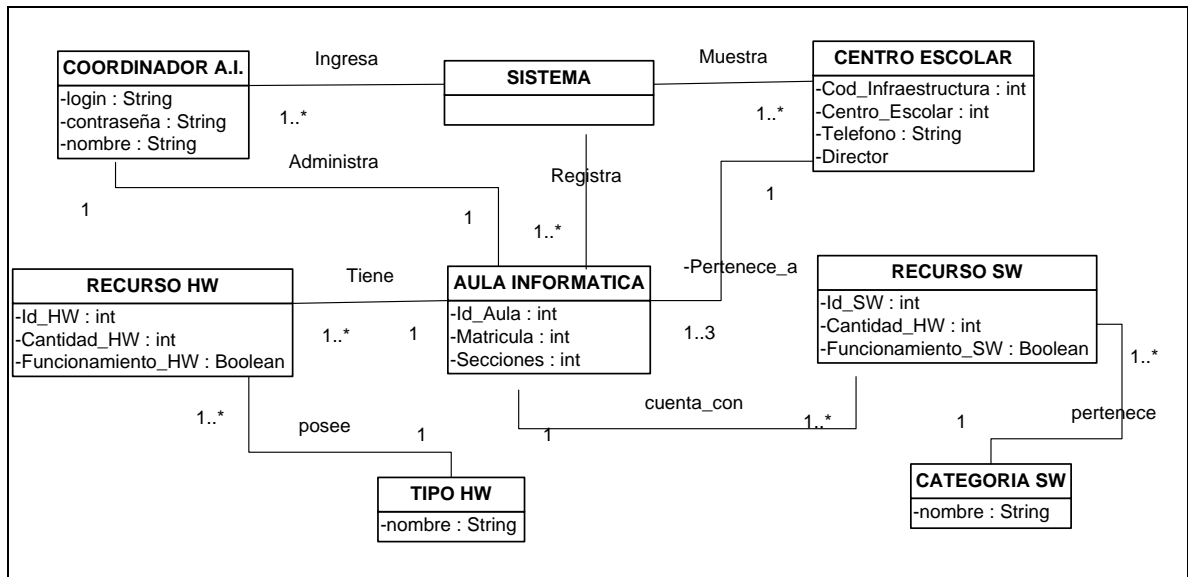 COORDINADOR A.I.
-login : String
-contraseña : String
-nombre : String
Ingresa
1..*
SISTEMA
Muestra
1..*
CENTRO ESCOLAR
-Cod_Infraestructura : int
-Centro_Escolar : int
-Telefono : String
-Director
Administra
1
1
Registra
1..*
1
RECURSO HW
-Id_HW : int
-Cantidad_HW : int
-Funcionamiento_HW : Boolean
Tiene
1..*
1
AULA INFORMATICA
-Id_Aula : int
-Matricula : int
-Secciones : int
-Pertenece_a
1..3
RECURSO SW
-Id_SW : int
-Cantidad_HW : int
-Funcionamiento_SW : Boolean
1..*
posee
1
cuenta_con
1
1..*
1..*
pertenece
1
TIPO HW
-nombre : String
CATEGORIA SW
-nombre : String